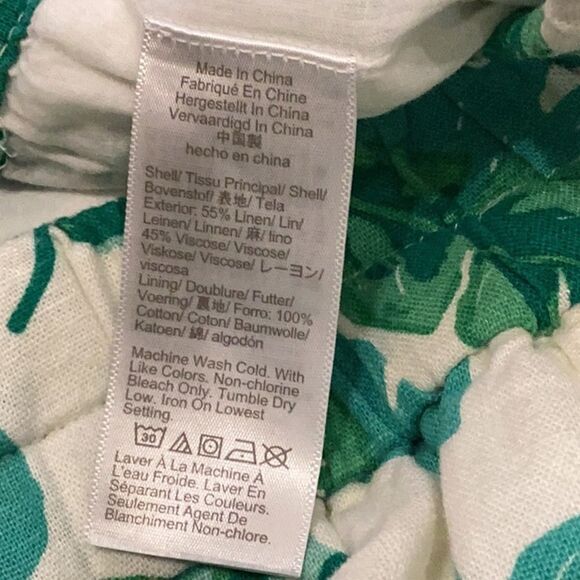 Made In China
Fabriqué En Chine
Hergestellt In China
Vervaardigd In China
中国製
hecho en china
Shell/ Tissu Principal/ Shell/
Bovenstof/ 表地/ Tela
Exterior: 55% Linen/ Lin/
Leinen/ Linnen/ 麻/ lino
45% Viscose/ Viscose/
Viskose/ Viscose/ レーヨン/
viscosa
Lining/ Doublure/ Futter/
Voering/ 裏地/ Forro: 100%
Cotton/ Coton/ Baumwolle/
Katoen/ 綿/ algodón
Machine Wash Cold. With
Like Colors. Non-chlorine
Bleach Only. Tumble Dry
Low. Iron On Lowest
Setting.
30
Laver À La Machine À
L'eau Froide. Laver En
Séparant Les Couleurs.
Seulement Agent De
Blanchiment Non-chlore.